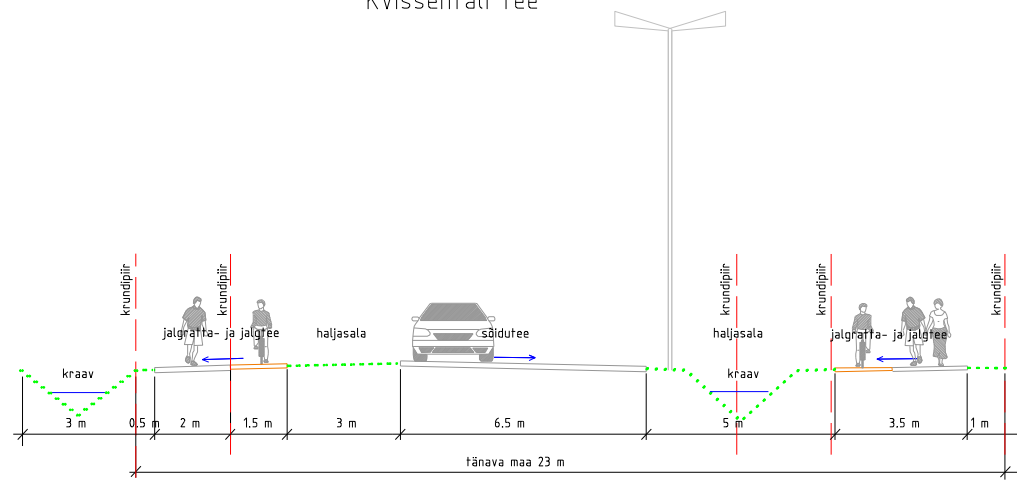 Kvissentali Tee
krundipiir
krundipiir
krundipiir
krundipiir
krundipiir
jalgratta- ja jalgtee
haljasala
sõidutee
haljasala
jalgratta- ja jalgtee
kraav
kraav
3 m
0.5 m
2 m
1.5 m
3 m
6.5 m
5 m
3.5 m
1 m
tänava maa 23 m